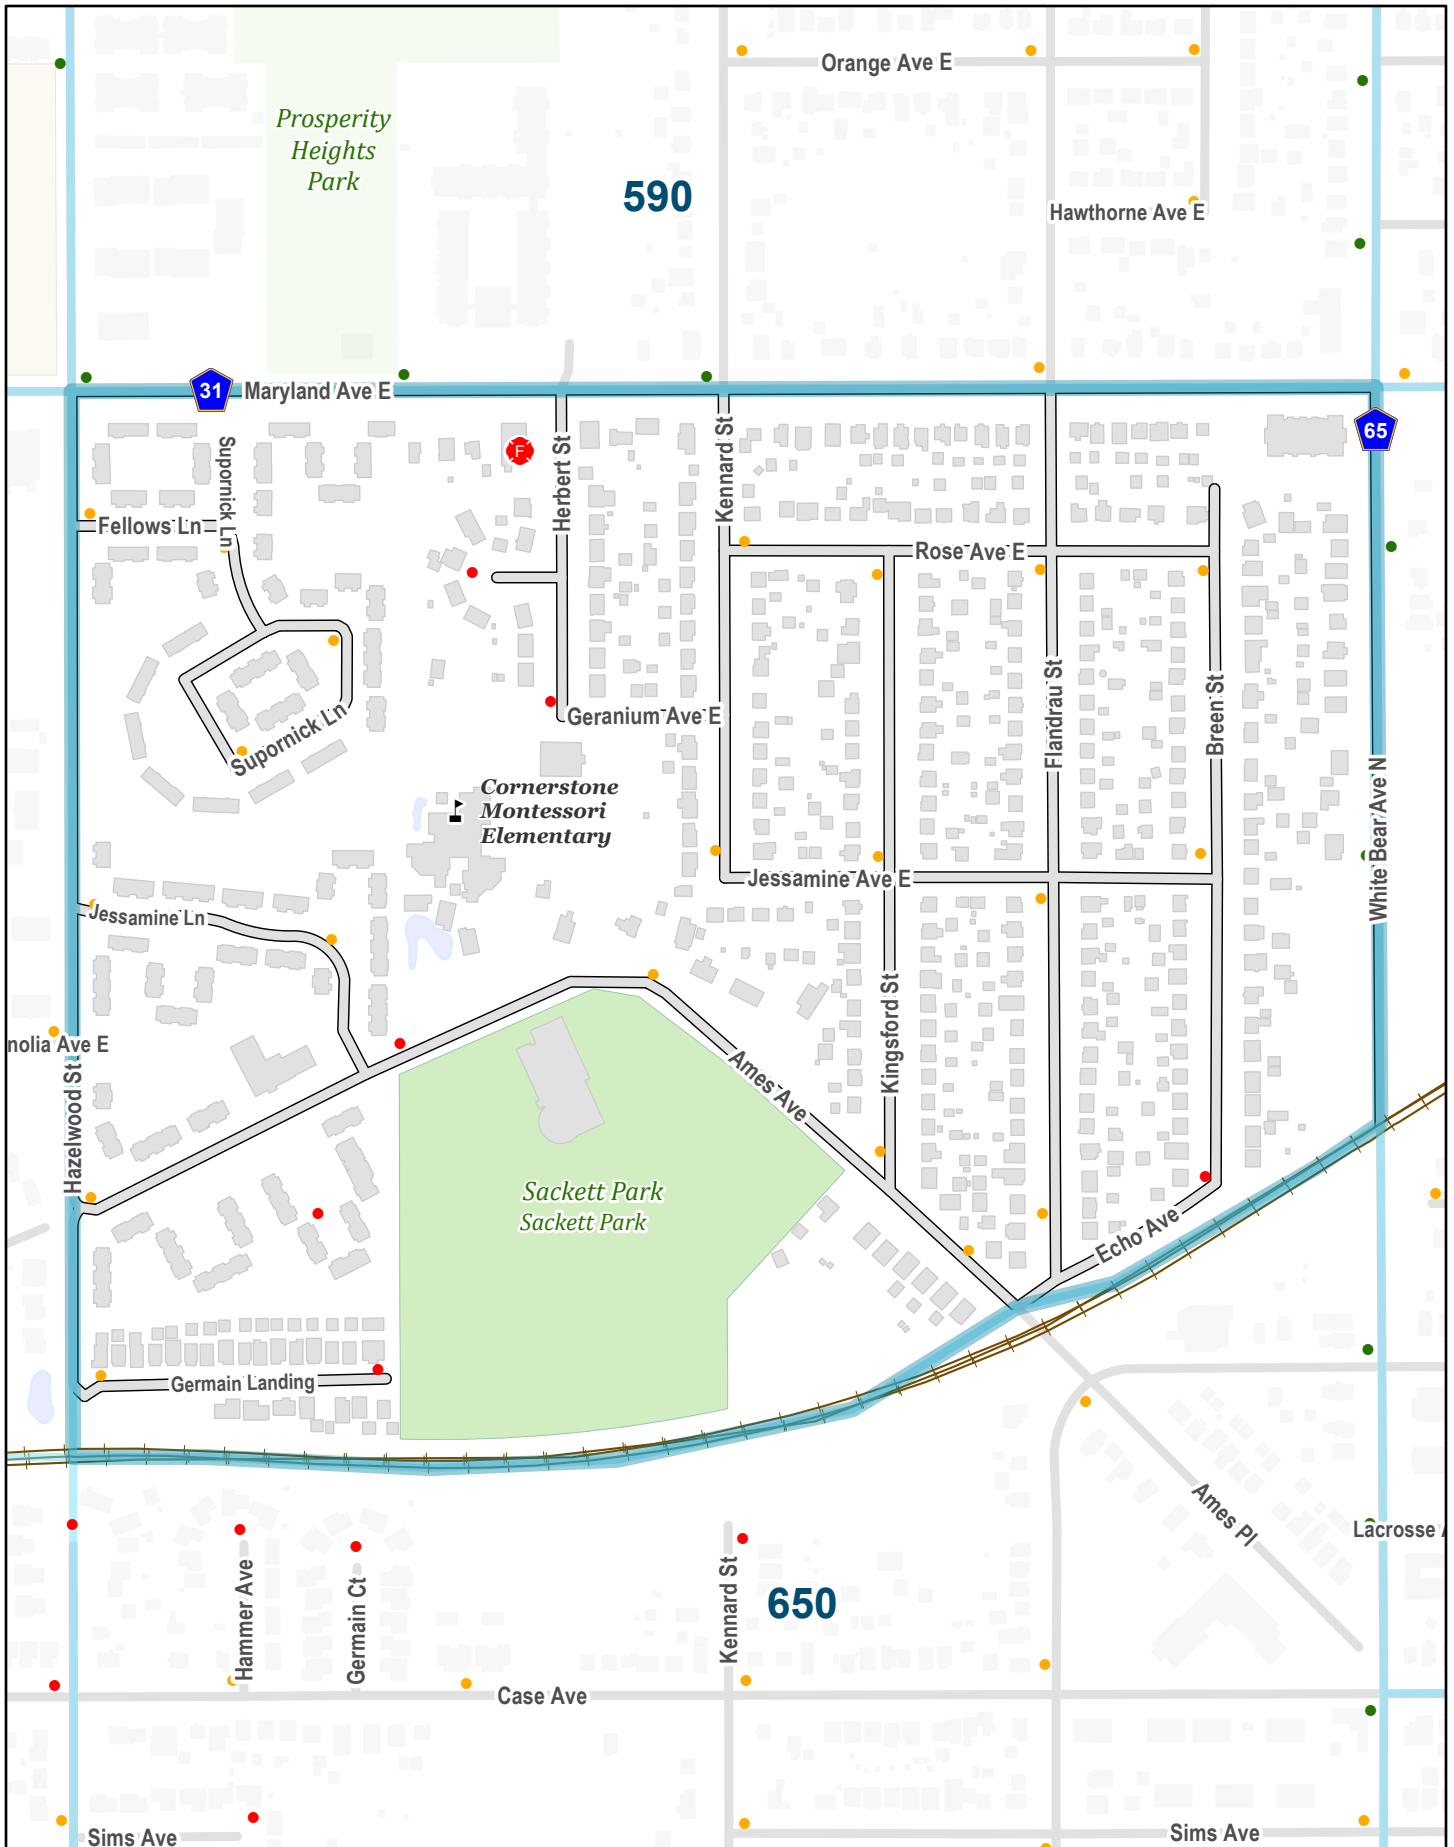 Orange Ave E
Prosperity
Heights
Park
590
Hawthorne Ave E
31
Maryland Ave E
65
F
Supornick Ln
Herbert St
Kennard St
Fellows Ln
Rose Ave E
Flandrau St
Breen St
Geranium Ave E
Supornick Ln
White Bear Ave N
Cornerstone
Montessori
Elementary
Jessamine Ave E
Jessamine Ln
Kingsford St
nolia Ave E
Hazelwood St
Ames Ave
Sackett Park
Sackett Park
Echo Ave
Germain Landing
Ames Pl
Lacrosse A
Hammer Ave
Germain Ct
Kennard St
650
Case Ave
Sims Ave
Sims Ave